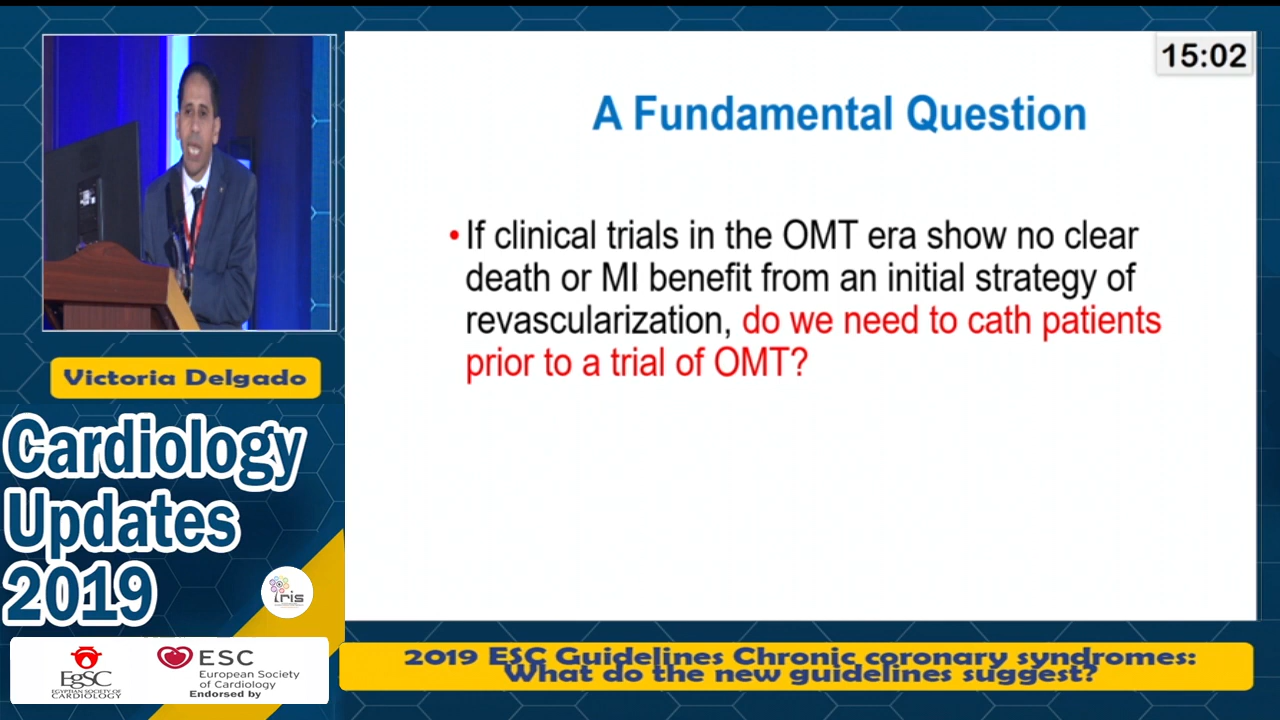 15:02
A Fundamental Question
• If clinical trials in the OMT era show no clear
death or MI benefit from an initial strategy of
revascularization, do we need to cath patients
prior to a trial of OMT?
Victoria Delgado
Cardiology
Updates
2019
iris
EgSC
EGYPTIAN SOCIETY OF
CARDIOLOGY
ESC
European Society
of Cardiology
Endorsed by
2019 ESC Guidelines Chronic coronary syndromes:
What do the new guidelines suggest?